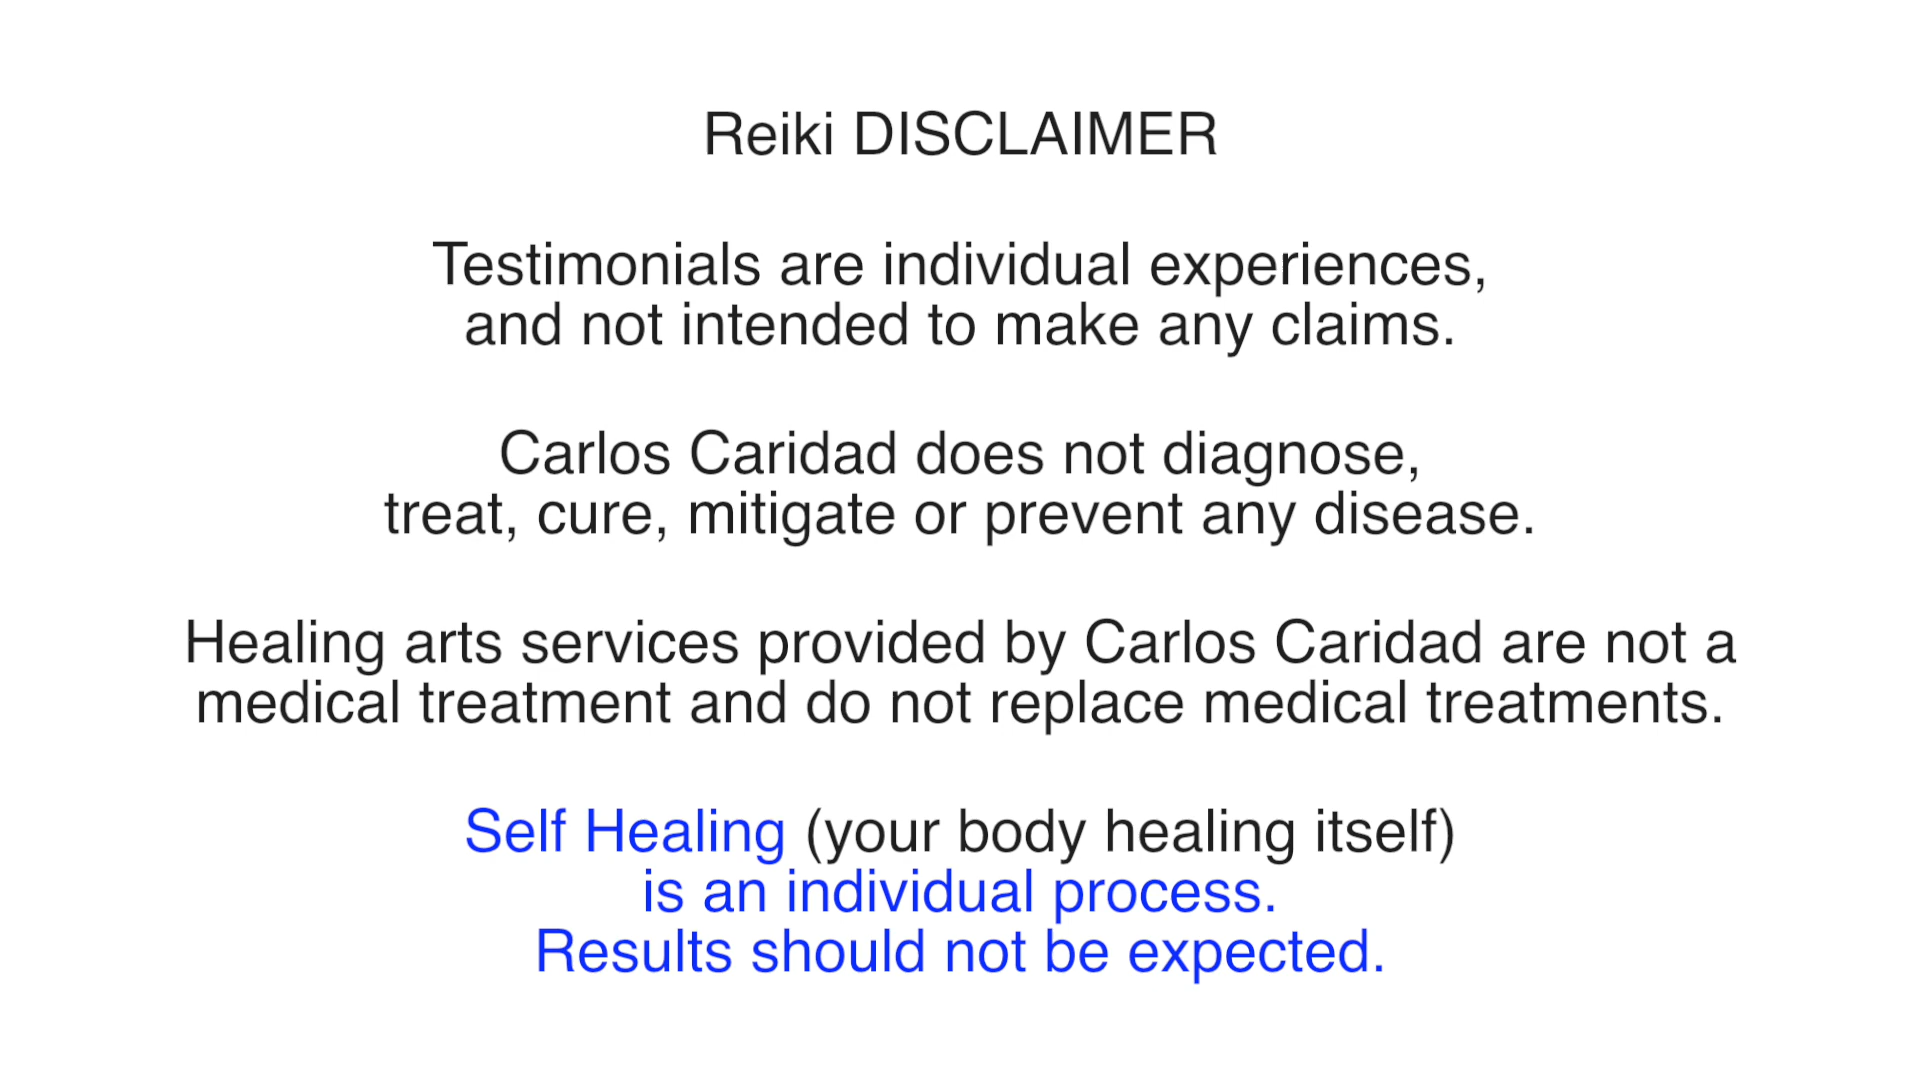 Reiki DISCLAIMER
Testimonials are individual experiences,
and not intended to make any claims.
Carlos Caridad does not diagnose,
treat, cure, mitigate or prevent any disease.
Healing arts services provided by Carlos Caridad are not a
medical treatment and do not replace medical treatments.
Self Healing (your body healing itself)
is an individual process.
Results should not be expected.